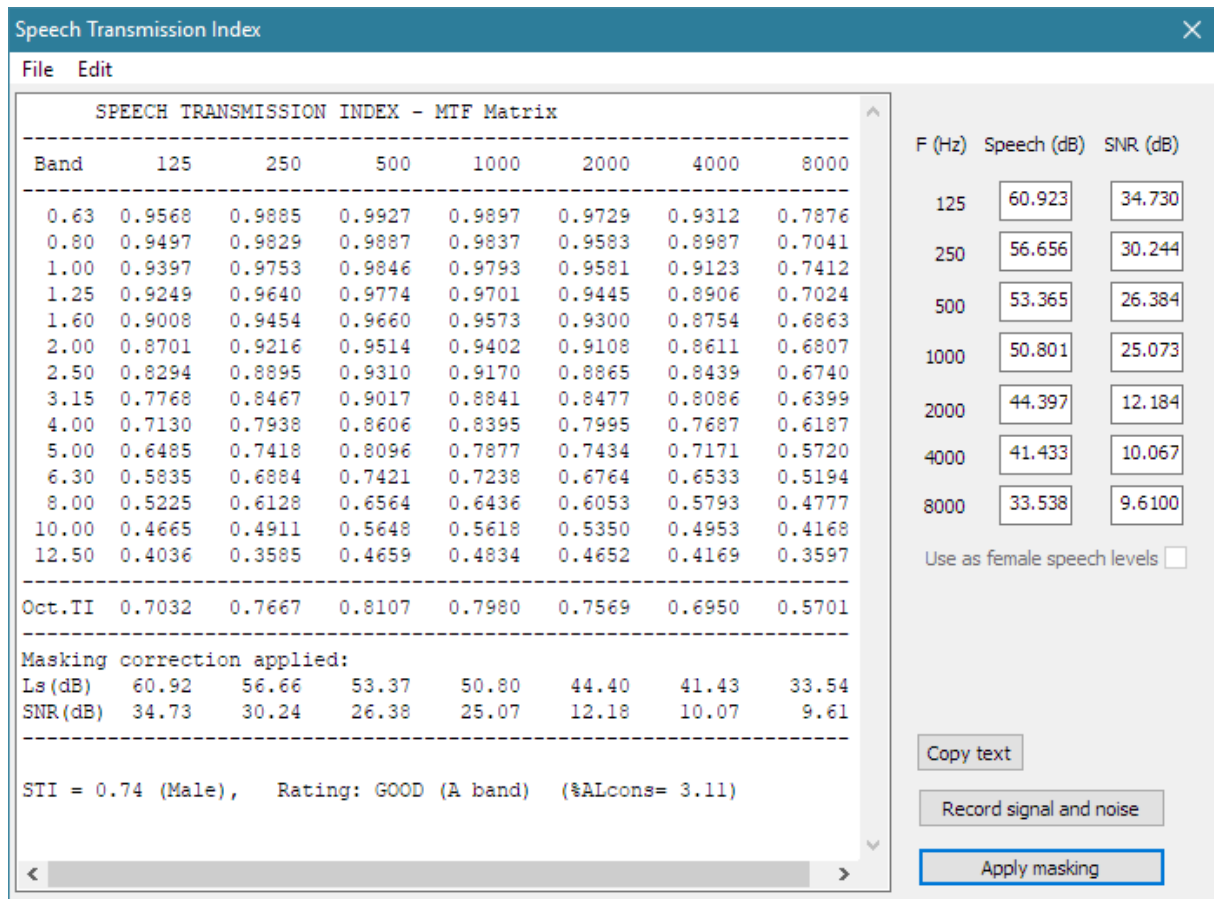 Speech Transmission Index
File Edit
SPEECH TRANSMISSION INDEX - MTF Matrix
Band 125 250 500 1000 2000 4000 8000
0.63 0.9568 0.9885 0.9927 0.9897 0.9729 0.9312 0.7876
0.80 0.9497 0.9829 0.9887 0.9837 0.9583 0.8987 0.7041
1.00 0.9397 0.9753 0.9846 0.9793 0.9581 0.9123 0.7412
1.25 0.9249 0.9640 0.9774 0.9701 0.9445 0.8906 0.7024
1.60 0.9008 0.9454 0.9660 0.9573 0.9300 0.8754 0.6863
2.00 0.8701 0.9216 0.9514 0.9402 0.9108 0.8611 0.6807
2.50 0.8294 0.8895 0.9310 0.9170 0.8865 0.8439 0.6740
3.15 0.7768 0.8467 0.9017 0.8841 0.8477 0.8086 0.6399
4.00 0.7130 0.7938 0.8606 0.8395 0.7995 0.7687 0.6187
5.00 0.6485 0.7418 0.8096 0.7877 0.7434 0.7171 0.5720
6.30 0.5835 0.6884 0.7421 0.7238 0.6764 0.6533 0.5194
8.00 0.5225 0.6128 0.6564 0.6436 0.6053 0.5793 0.4777
10.00 0.4665 0.4911 0.5648 0.5618 0.5350 0.4953 0.4168
12.50 0.4036 0.3585 0.4659 0.4834 0.4652 0.4169 0.3597
Oct.TI 0.7032 0.7667 0.8107 0.7980 0.7569 0.6950 0.5701
Masking correction applied:
Ls(dB) 60.92 56.66 53.37 50.80 44.40 41.43 33.54
SNR(dB) 34.73 30.24 26.38 25.07 12.18 10.07 9.61
STI = 0.74 (Male), Rating: GOOD (A band) (%ALcons= 3.11)
F (Hz) Speech (dB) SNR (dB)
125 60.923 34.730
250 56.656 30.244
500 53.365 26.384
1000 50.801 25.073
2000 44.397 12.184
4000 41.433 10.067
8000 33.538 9.6100
Use as female speech levels
Copy text
Record signal and noise
Apply masking